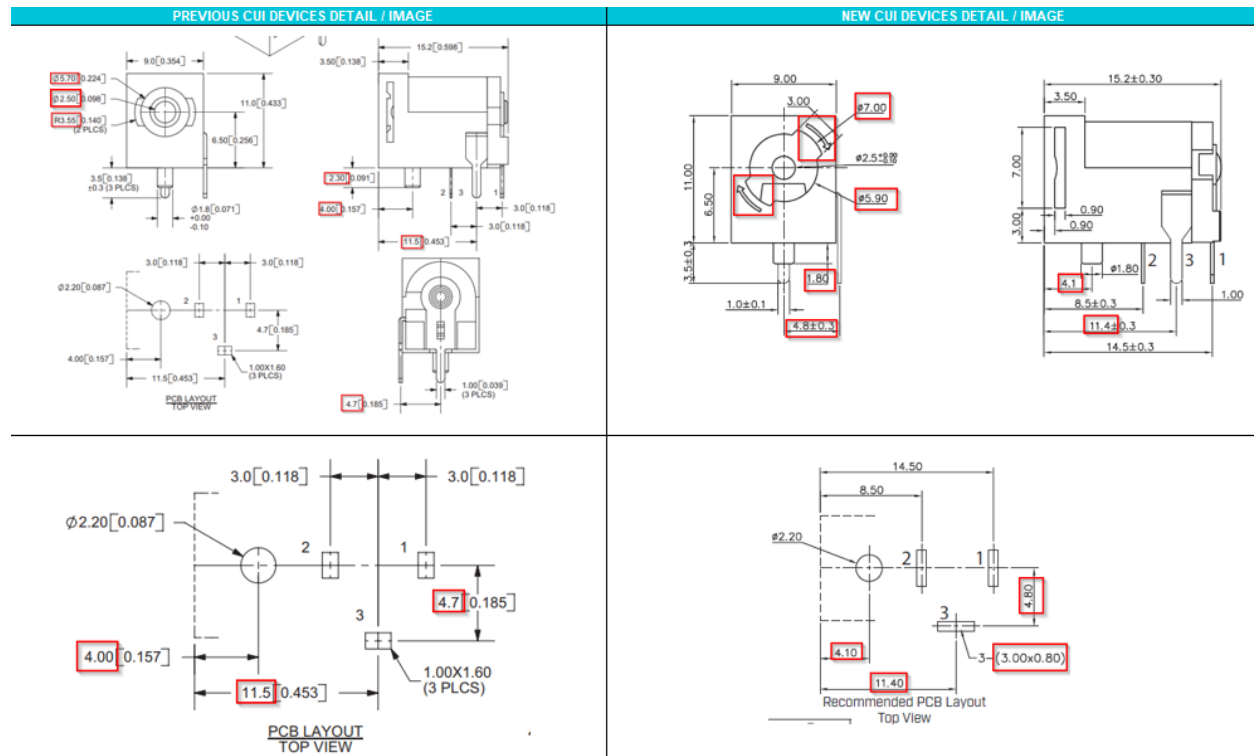 PREVIOUS CUI DEVICES DETAIL / IMAGE
NEW CUI DEVICES DETAIL / IMAGE
9.0[0.354]
Ø5.70[0.224]
Ø2.50[0.098]
R3.55[0.140]
(2 PLCS)
11.0[0.433]
6.50[0.256]
3.5[0.138]
±0.3 (3 PLCS)
Ø1.8[0.071]
+0.00
-0.10
15.2[0.598]
3.50[0.138]
2.30[0.091]
4.00[0.157]
2
3
1
3.0[0.118]
3.0[0.118]
11.5[0.453]
3.0[0.118]
3.0[0.118]
Ø2.20[0.087]
2
1
3
4.7[0.185]
4.00[0.157]
1.00X1.60
(3 PLCS)
11.5[0.453]
PCB LAYOUT
TOP VIEW
1.00[0.039]
(3 PLCS)
4.7[0.185]
9.00
3.00
ø7.00
ø2.5+0.00
-0.10
11.00
6.50
ø5.90
3.5±0.3
1.80
1.0±0.1
4.8±0.3
15.2±0.30
3.50
7.00
0.90
3.00
0.90
2
3
1
ø1.80
4.1
1.00
8.5±0.3
11.4±0.3
14.5±0.3
3.0[0.118]
3.0[0.118]
Ø2.20[0.087]
2
1
4.7[0.185]
3
4.00[0.157]
1.00X1.60
(3 PLCS)
11.5[0.453]
PCB LAYOUT
TOP VIEW
14.50
8.50
ø2.20
2
1
4.80
3
4.10
3-(3.00x0.80)
11.40
Recommended PCB Layout
Top View